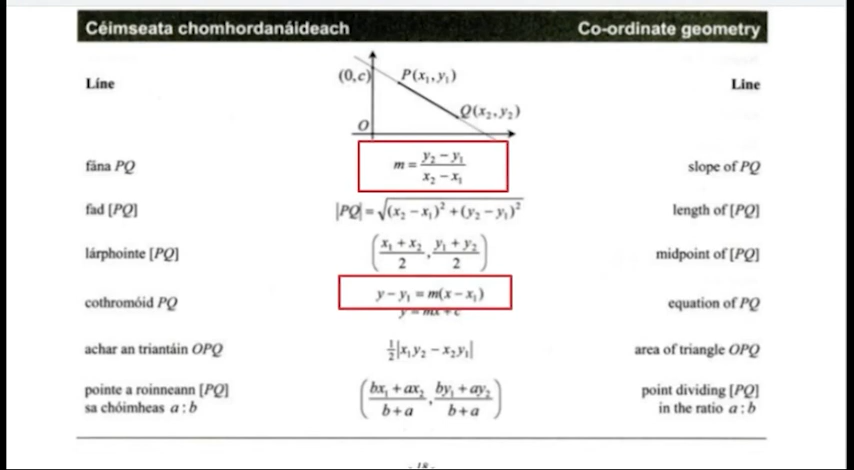 Céimseata chomhordanáideach Co-ordinate geometry
Líne (0,c) P(x₁,y₁) Line
Q(x₂,y₂)
O
fána PQ m = (y₂ − y₁)/(x₂ − x₁) slope of PQ
fad [PQ] |PQ| = √((x₂ − x₁)² + (y₂ − y₁)²) length of [PQ]
lárphointe [PQ] ((x₁ + x₂)/2, (y₁ + y₂)/2) midpoint of [PQ]
cothromóid PQ y − y₁ = m(x − x₁) equation of PQ
y = mx + c
achar an triantáin OPQ ½|x₁y₂ − x₂y₁| area of triangle OPQ
pointe a roinneann [PQ] ((bx₁ + ax₂)/(b + a), (by₁ + ay₂)/(b + a)) point dividing [PQ]
sa chóimheas a : b in the ratio a : b
- 18 -